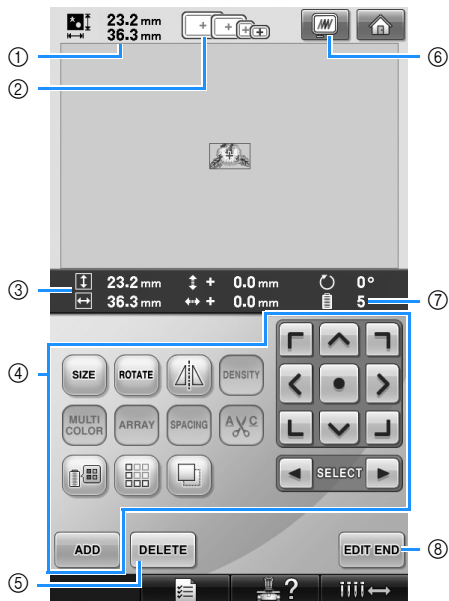 23.2 mm
36.3 mm
① 
② 
⑥
③ 23.2 mm + 0.0 mm 0°
36.3 mm + 0.0 mm 5 ⑦
④ SIZE ROTATE DENSITY
MULTI COLOR ARRAY SPACING A C
SELECT
ADD DELETE EDIT END ⑧
⑤ ?